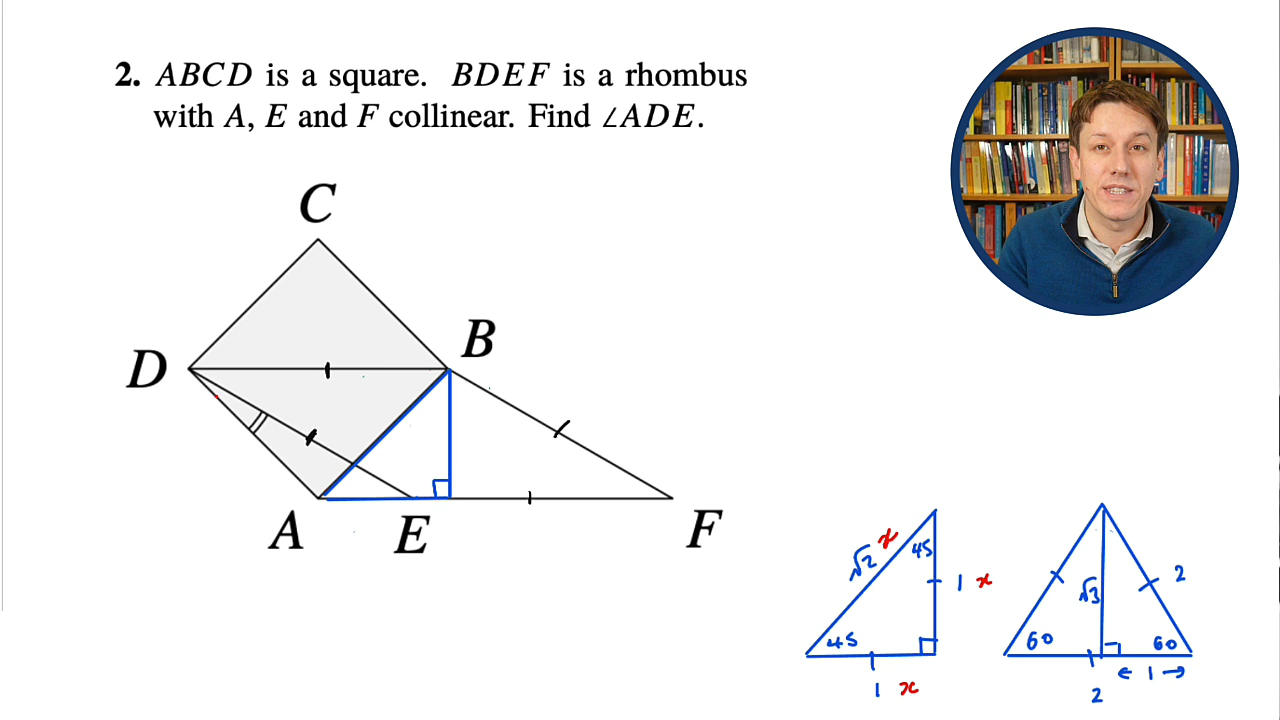 2. ABCD is a square. BDEF is a rhombus
with A, E and F collinear. Find ∠ADE.
C
B
D
A
E
F
√2 x
45
1 x
45
1 x
√3
2
60
60
← 1 →
2